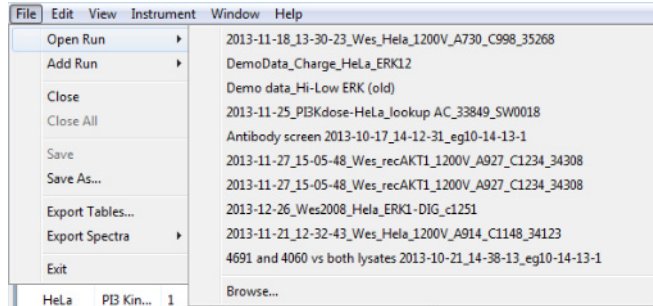 File Edit View Instrument Window Help
Open Run
Add Run
Close
Close All
Save
Save As...
Export Tables...
Export Spectra
Exit
HeLa PI3 Kin... 1
2013-11-18_13-30-23_Wes_Hela_1200V_A730_C998_35268
DemoData_Charge_HeLa_ERK12
Demo data_Hi-Low ERK (old)
2013-11-25_PI3Kdose-HeLa_lookup AC_33849_SW0018
Antibody screen 2013-10-17_14-12-31_eg10-14-13-1
2013-11-27_15-05-48_Wes_recAKT1_1200V_A927_C1234_34308
2013-11-27_15-05-48_Wes_recAKT1_1200V_A927_C1234_34308
2013-12-26_Wes2008_Hela_ERK1-DIG_c1251
2013-11-21_12-32-43_Wes_Hela_1200V_A914_C1148_34123
4691 and 4060 vs both lysates 2013-10-21_14-38-13_eg10-14-13-1
Browse...